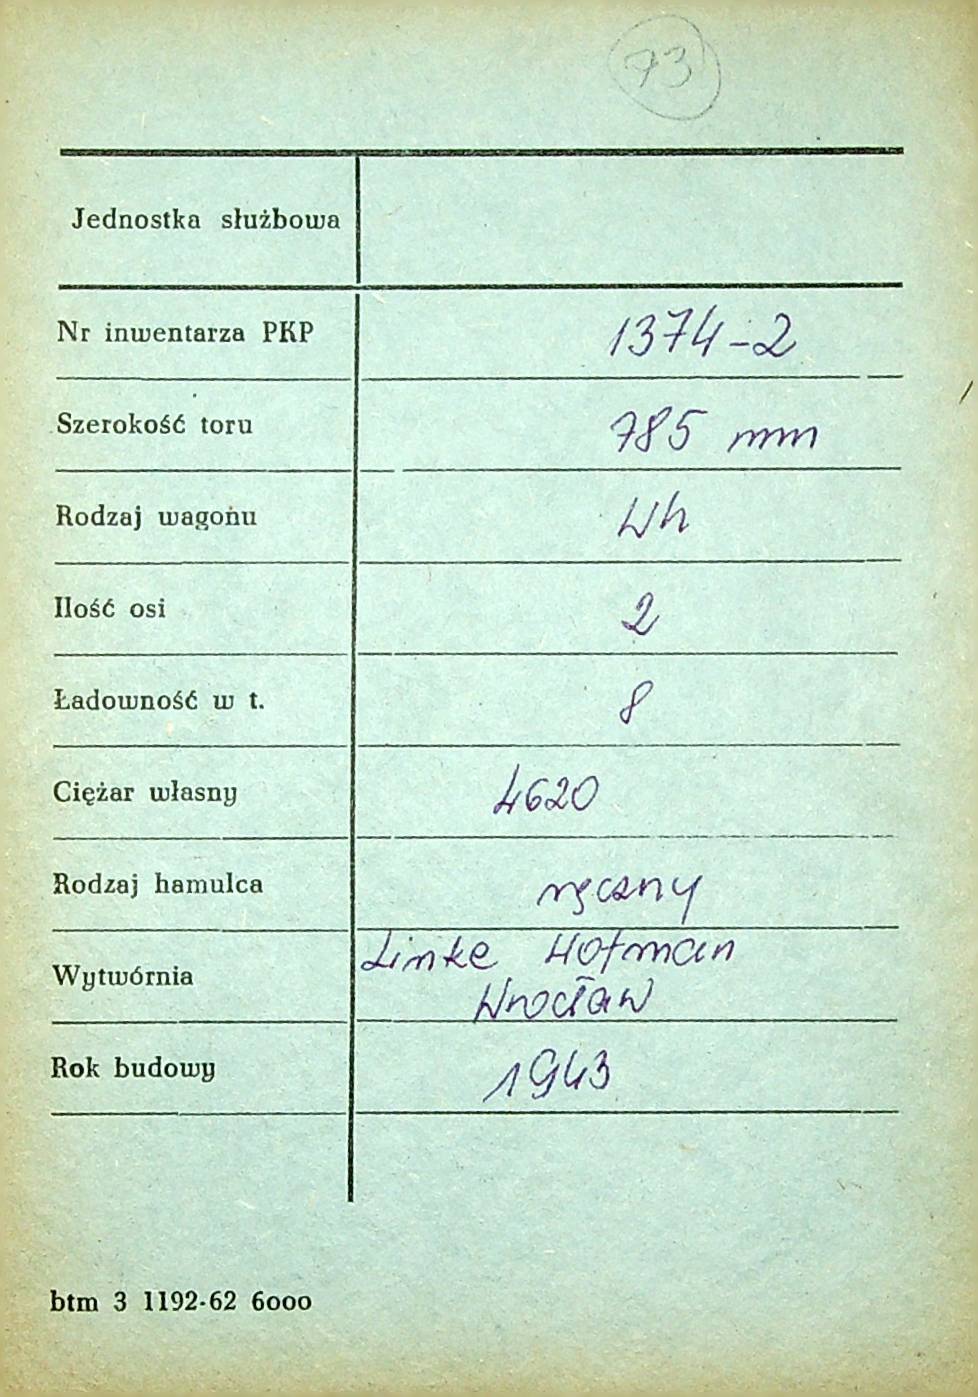 73
Jednostka służbowa
Nr inwentarza PKP 1374-2
Szerokość toru 785 mm
Rodzaj wagonu Wh
Ilość osi 2
Ładowność w t. 8
Ciężar własny 4620
Rodzaj hamulca ręczny
Wytwórnia Linke Hofman
Wrocław
Rok budowy 1943
btm 3 1192-62 6000